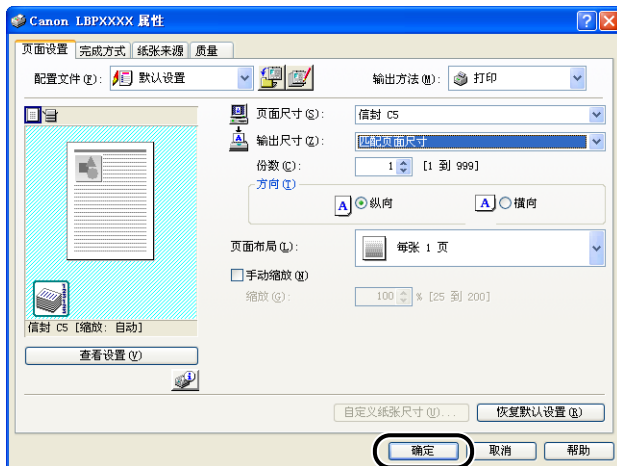 Canon LBPXXXX 属性
页面设置 完成方式 纸张来源 质量
配置文件(F): 默认设置 输出方法(M): 打印
页面尺寸(S): 信封 C5
输出尺寸(Z): 匹配页面尺寸
份数(C): 1 [1 到 999]
方向(T)
A 纵向 A 横向
页面布局(L): 每张 1 页
手动缩放(N)
缩放(G): 100 % [25 到 200]
信封 C5 [缩放: 自动]
查看设置(V)
自定义纸张尺寸(U)... 恢复默认设置(R)
确定 取消 帮助